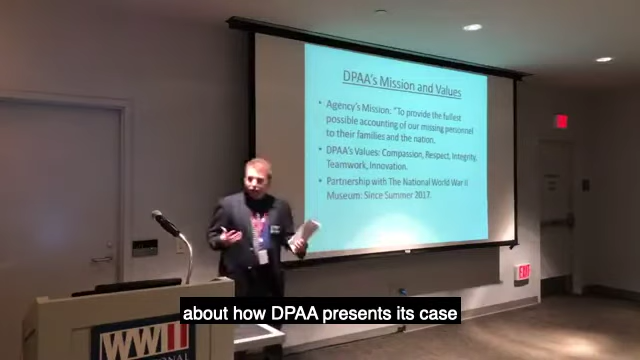 DPAA's Mission and Values
• Agency's Mission: "To provide the fullest
possible accounting of our missing personnel
to their families and the nation.
• DPAA's Values: Compassion, Respect, Integrity,
Teamwork, Innovation.
• Partnership with The National World War II
Museum: Since Summer 2017.
EXIT
EXIT
about how DPAA presents its case
WWII
NATIONAL